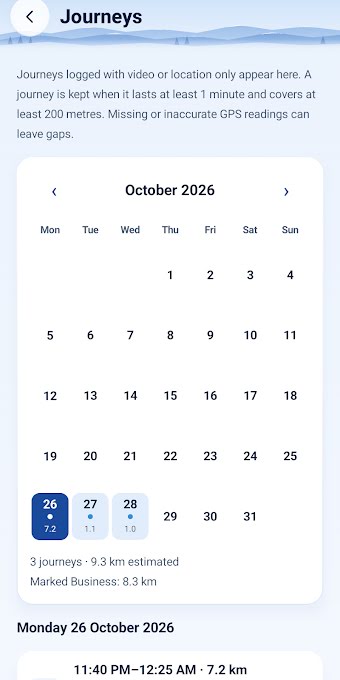 Journeys
Journeys logged with video or location only appear here. A
journey is kept when it lasts at least 1 minute and covers at
least 200 metres. Missing or inaccurate GPS readings can
leave gaps.
‹ October 2026 ›
Mon Tue Wed Thu Fri Sat Sun
1 2 3 4
5 6 7 8 9 10 11
12 13 14 15 16 17 18
19 20 21 22 23 24 25
26 27 28 29 30 31
7.2 1.1 1.0
3 journeys · 9.3 km estimated
Marked Business: 8.3 km
Monday 26 October 2026
11:40 PM–12:25 AM · 7.2 km